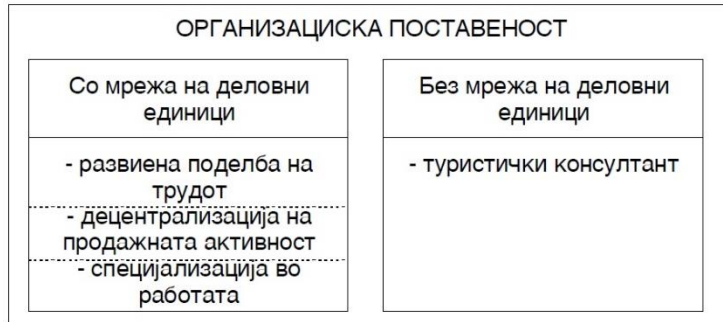 ОРГАНИЗАЦИСКА ПОСТАВЕНОСТ
Со мрежа на деловни
единици
- развиена поделба на
трудот
- децентрализација на
продажната активност
- специјализација во
работата
Без мрежа на деловни
единици
- туристички консултант